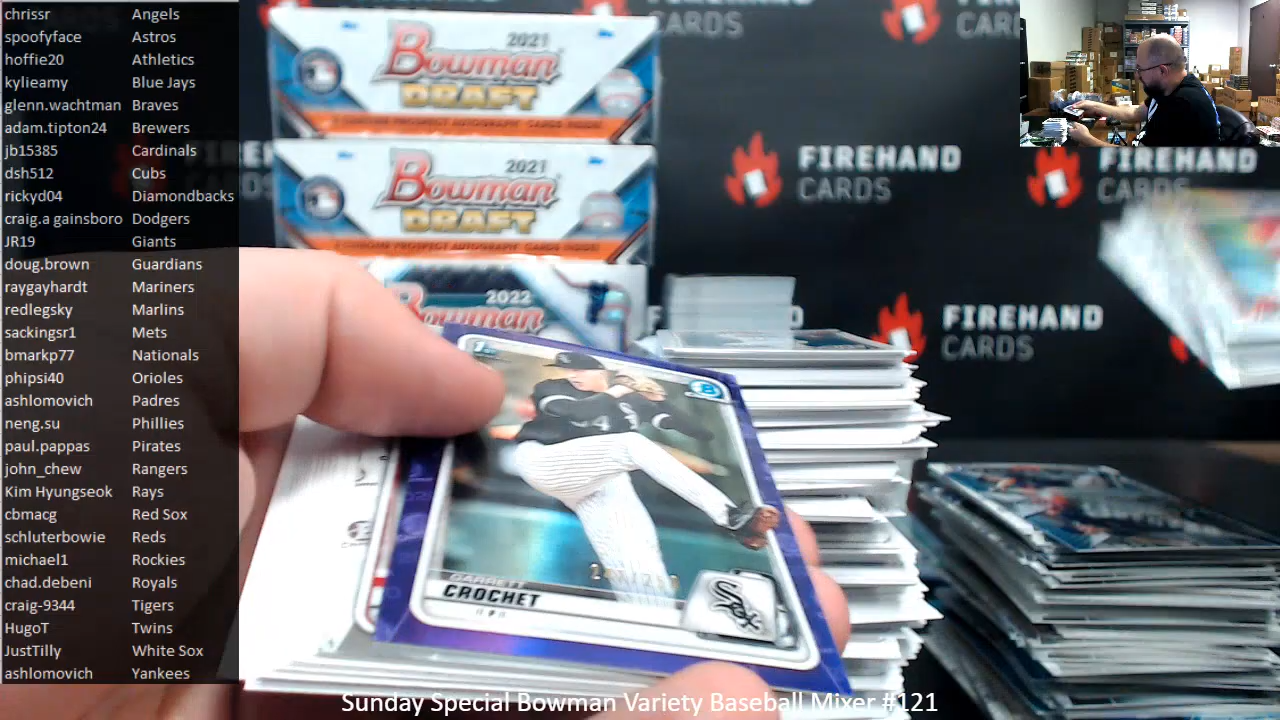 chrissr Angels
spoofyface Astros
hoffie20 Athletics
kylieamy Blue Jays
glenn.wachtman Braves
adam.tipton24 Brewers
jb15385 Cardinals
dsh512 Cubs
rickyd04 Diamondbacks
craig.a gainsboro Dodgers
JR19 Giants
doug.brown Guardians
raygayhardt Mariners
redlegsky Marlins
sackingsr1 Mets
bmarkp77 Nationals
phipsi40 Orioles
ashlomovich Padres
neng.su Phillies
paul.pappas Pirates
john_chew Rangers
Kim Hyungseok Rays
cbmacg Red Sox
schluterbowie Reds
michael1 Rockies
chad.debeni Royals
craig-9344 Tigers
HugoT Twins
JustTilly White Sox
ashlomovich Yankees
2021
Bowman
DRAFT
2021
Bowman
DRAFT
2022
Bowman
CARDS
FIREHAND
CARDS
FIREHAND
CARDS
FIREHAND
CARDS
GARRETT
CROCHET
Sox
Sunday Special Bowman Variety Baseball Mixer #121